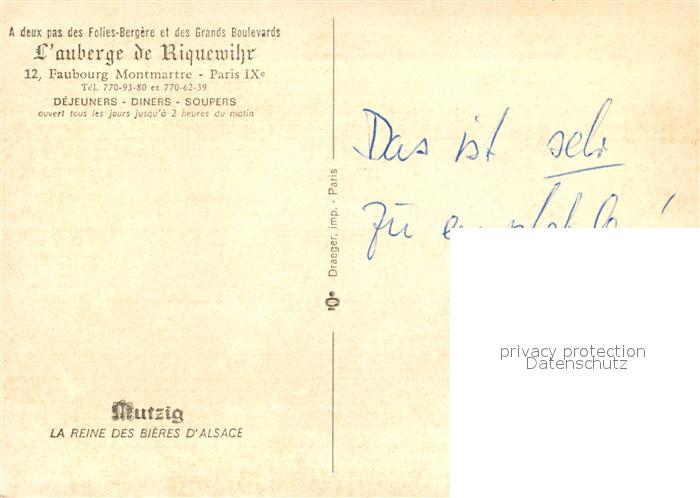 A deux pas des Folies-Bergère et des Grands Boulevards
L'auberge de Riquewihr
12, Faubourg Montmartre - Paris IXe
Tél. 770-93-80 et 770-62-39
DÉJEUNERS - DINERS - SOUPERS
ouvert tous les jours jusqu'à 2 heures du matin
Draeger, imp. - Paris
Das ist sehr
zu
Mutzig
LA REINE DES BIÈRES D'ALSACE
privacy protection
Datenschutz